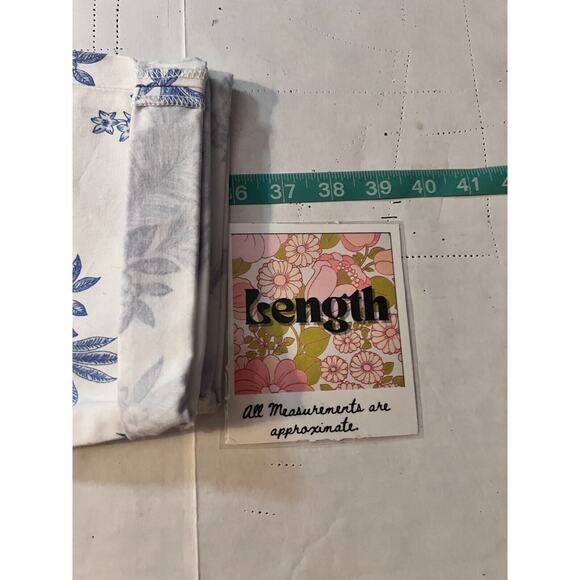 36 37 38 39 40 41
Length
All Measurements are
approximate.